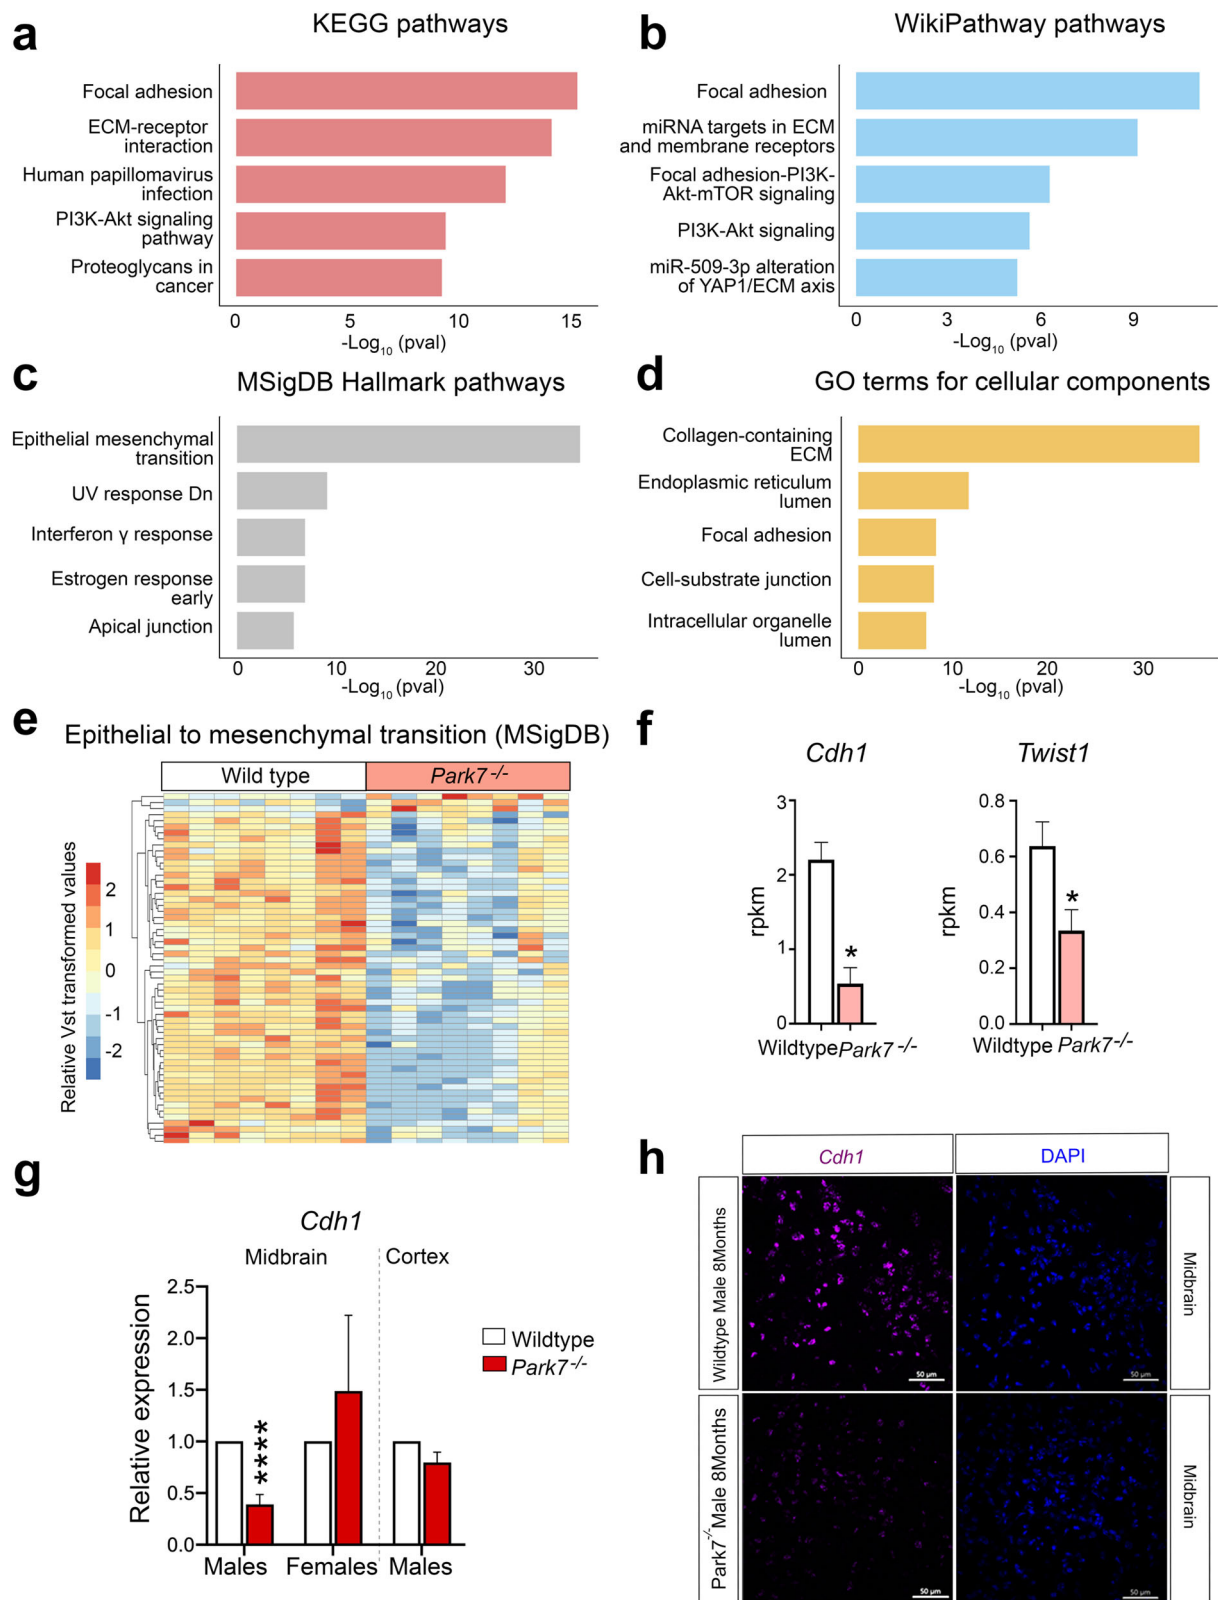 a
KEGG pathways
Focal adhesion
ECM-receptor
interaction
Human papillomavirus
infection
PI3K-Akt signaling
pathway
Proteoglycans in
cancer
0 5 10 15
-Log10 (pval)
b
WikiPathway pathways
Focal adhesion
miRNA targets in ECM
and membrane receptors
Focal adhesion-PI3K-
Akt-mTOR signaling
PI3K-Akt signaling
miR-509-3p alteration
of YAP1/ECM axis
0 3 6 9
-Log10 (pval)
c
MSigDB Hallmark pathways
Epithelial mesenchymal
transition
UV response Dn
Interferon γ response
Estrogen response
early
Apical junction
0 10 20 30
-Log10 (pval)
d
GO terms for cellular components
Collagen-containing
ECM
Endoplasmic reticulum
lumen
Focal adhesion
Cell-substrate junction
Intracellular organelle
lumen
0 10 20 30
-Log10 (pval)
e
Epithelial to mesenchymal transition (MSigDB)
Wild type
Park7-/-
Relative Vst transformed values
2
1
0
-1
-2
f
Cdh1
rpkm
3
2
1
0
*
Wildtype Park7-/-
Twist1
rpkm
0.8
0.6
0.4
0.2
0.0
*
Wildtype Park7-/-
g
Cdh1
Midbrain
Cortex
Relative expression
2.5
2.0
1.5
1.0
0.5
0.0
****
Males
Females
Males
Wildtype
Park7-/-
h
Cdh1
DAPI
Wildtype Male 8Months
50 µm
50 µm
Midbrain
Park7-/- Male 8Months
50 µm
50 µm
Midbrain